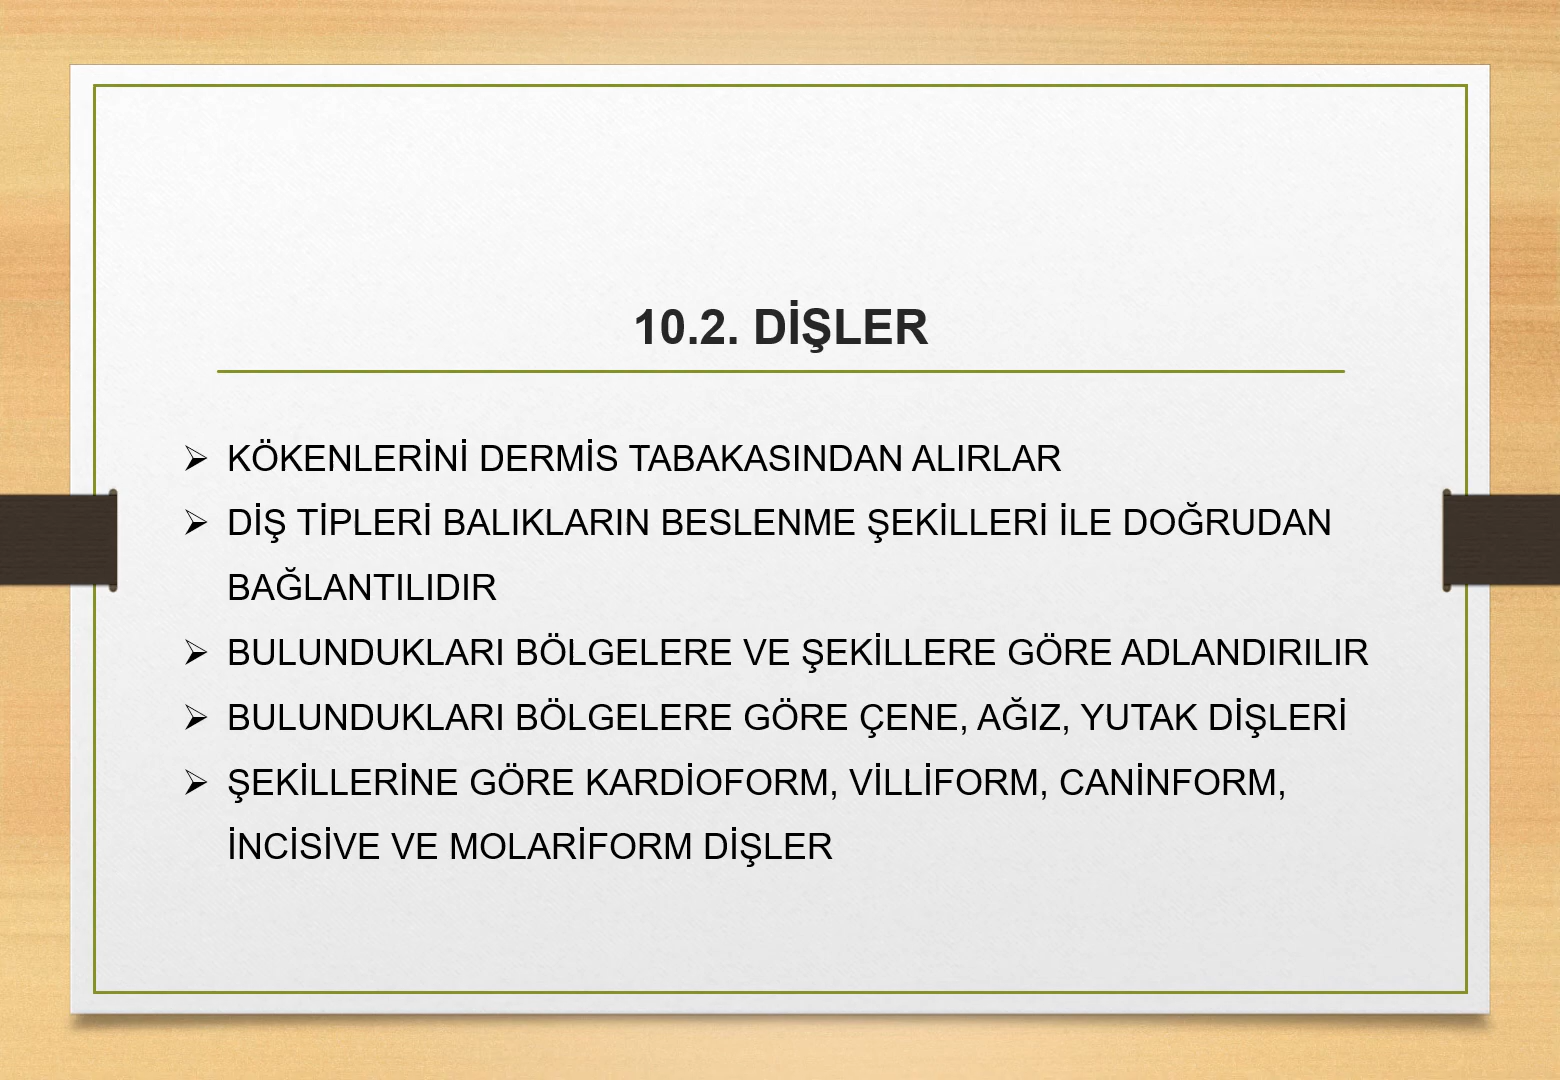 10.2. DİŞLER
➢ KÖKENLERİNİ DERMİS TABAKASINDAN ALIRLAR
➢ DİŞ TİPLERİ BALIKLARIN BESLENME ŞEKİLLERİ İLE DOĞRUDAN
BAĞLANTILIDIR
➢ BULUNDUKLARI BÖLGELERE VE ŞEKİLLERE GÖRE ADLANDIRILIR
➢ BULUNDUKLARI BÖLGELERE GÖRE ÇENE, AĞIZ, YUTAK DİŞLERİ
➢ ŞEKİLLERİNE GÖRE KARDİOFORM, VİLLİFORM, CANİNFORM,
İNCİSİVE VE MOLARİFORM DİŞLER